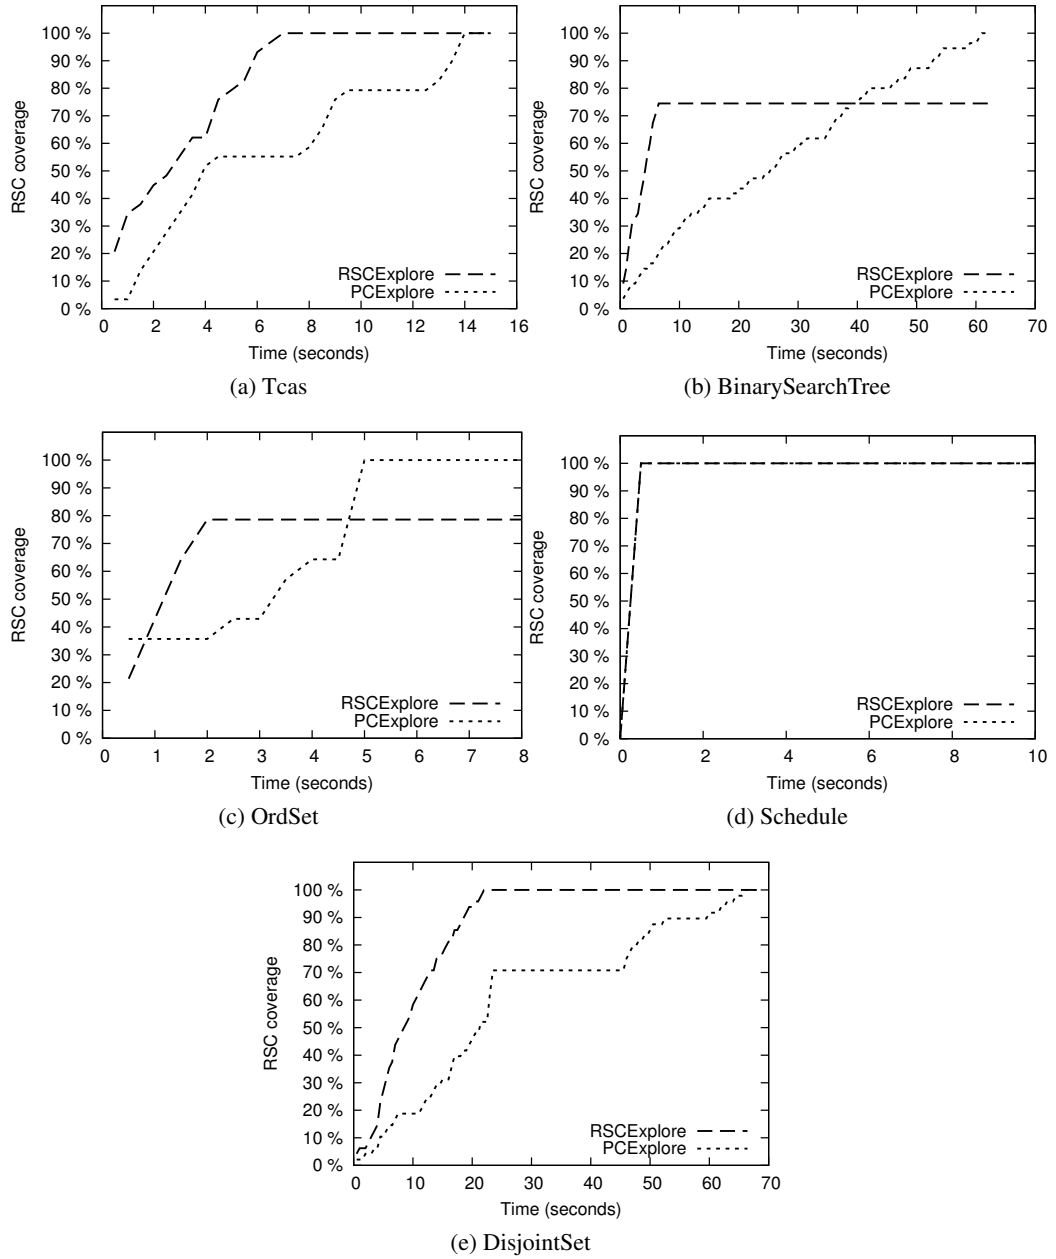 100 %
90 %
80 %
70 %
60 %
50 %
40 %
30 %
20 %
10 %
0 %
RSC coverage
RSCExplore
PCExplore
0 2 4 6 8 10 12 14 16
Time (seconds)
(a) Tcas
100 %
90 %
80 %
70 %
60 %
50 %
40 %
30 %
20 %
10 %
0 %
RSC coverage
RSCExplore
PCExplore
0 10 20 30 40 50 60 70
Time (seconds)
(b) BinarySearchTree
100 %
90 %
80 %
70 %
60 %
50 %
40 %
30 %
20 %
10 %
0 %
RSC coverage
RSCExplore
PCExplore
0 1 2 3 4 5 6 7 8
Time (seconds)
(c) OrdSet
100 %
90 %
80 %
70 %
60 %
50 %
40 %
30 %
20 %
10 %
0 %
RSC coverage
RSCExplore
PCExplore
0 2 4 6 8 10
Time (seconds)
(d) Schedule
100 %
90 %
80 %
70 %
60 %
50 %
40 %
30 %
20 %
10 %
0 %
RSC coverage
RSCExplore
PCExplore
0 10 20 30 40 50 60 70
Time (seconds)
(e) DisjointSet